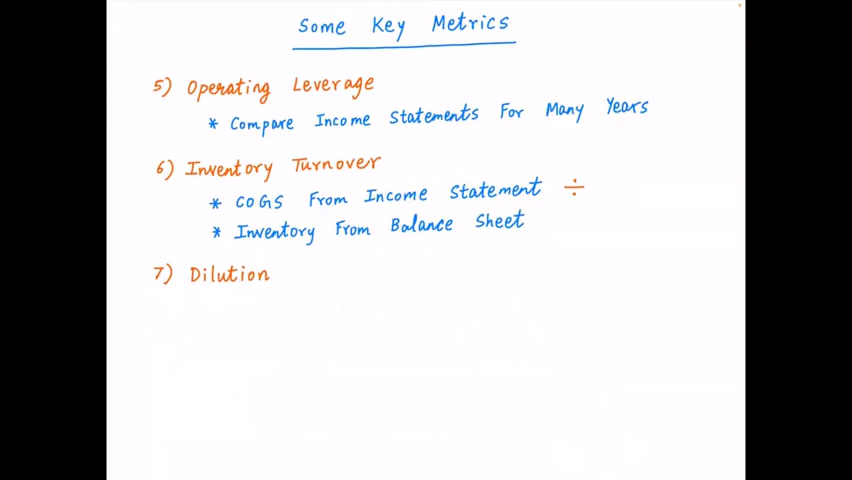 Some Key Metrics
5) Operating Leverage
* Compare Income Statements For Many Years
6) Inventory Turnover
* COGS From Income Statement ÷
* Inventory From Balance Sheet
7) Dilution